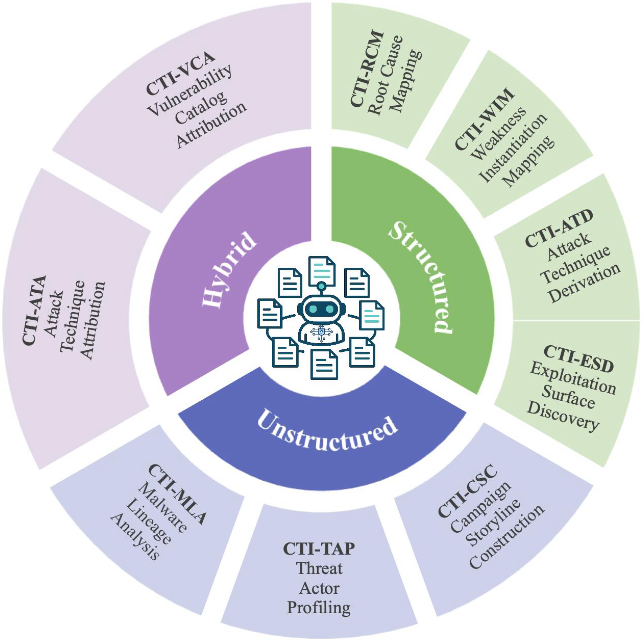 CTI-VCA
Vulnerability
Catalog
Attribution
CTI-RCM
Root Cause
Mapping
CTI-WIM
Weakness
Instantiation
Mapping
CTI-ATD
Attack
Technique
Derivation
CTI-ESD
Exploitation
Surface
Discovery
CTI-CSC
Campaign
Storyline
Construction
CTI-TAP
Threat
Actor
Profiling
CTI-MLA
Malware
Lineage
Analysis
CTI-ATA
Attack
Technique
Attribution
Hybrid
Structured
Unstructured